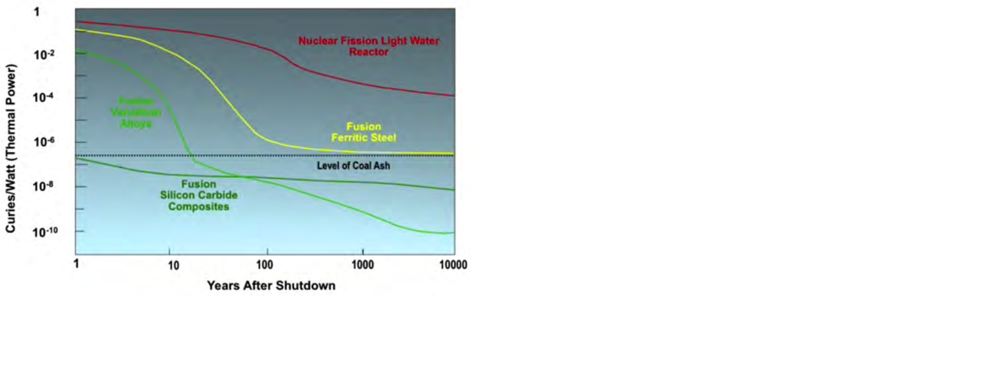 1
10-2
10-4
10-6
10-8
10-10
Curies/Watt (Thermal Power)
Nuclear Fission Light Water
Reactor
Fusion
Vanadium
Alloys
Fusion
Ferritic Steel
Level of Coal Ash
Fusion
Silicon Carbide
Composites
1
10
100
1000
10000
Years After Shutdown